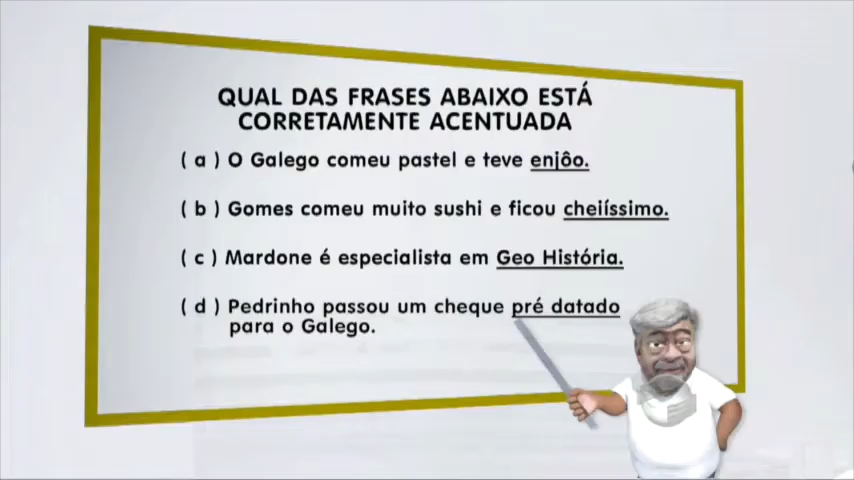 QUAL DAS FRASES ABAIXO ESTÁ
CORRETAMENTE ACENTUADA
( a ) O Galego comeu pastel e teve enjôo.
( b ) Gomes comeu muito sushi e ficou cheiíssimo.
( c ) Mardone é especialista em Geo História.
( d ) Pedrinho passou um cheque pré datado
para o Galego.